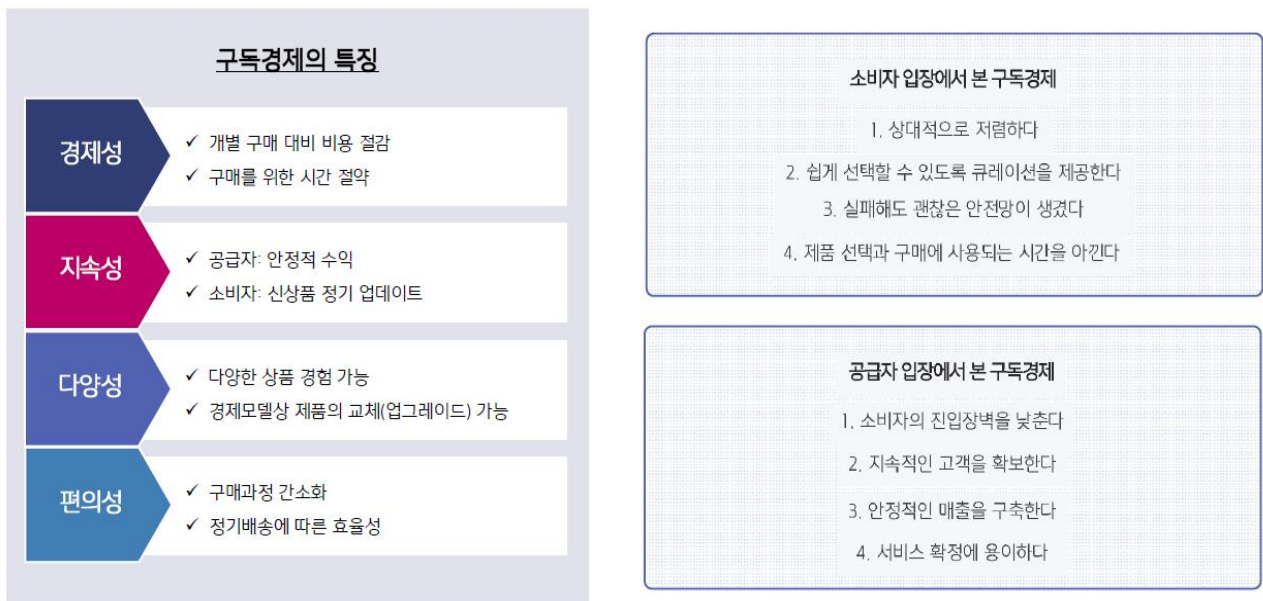 구독경제의 특징
경제성
✓ 개별 구매 대비 비용 절감
✓ 구매를 위한 시간 절약
지속성
✓ 공급자: 안정적 수익
✓ 소비자: 신상품 정기 업데이트
다양성
✓ 다양한 상품 경험 가능
✓ 경제모델상 제품의 교체(업그레이드) 가능
편의성
✓ 구매과정 간소화
✓ 정기배송에 따른 효율성
소비자 입장에서 본 구독경제
1. 상대적으로 저렴하다
2. 쉽게 선택할 수 있도록 큐레이션을 제공한다
3. 실패해도 괜찮은 안전망이 생겼다
4. 제품 선택과 구매에 사용되는 시간을 아낀다
공급자 입장에서 본 구독경제
1. 소비자의 진입장벽을 낮춘다
2. 지속적인 고객을 확보한다
3. 안정적인 매출을 구축한다
4. 서비스 확정에 용이하다